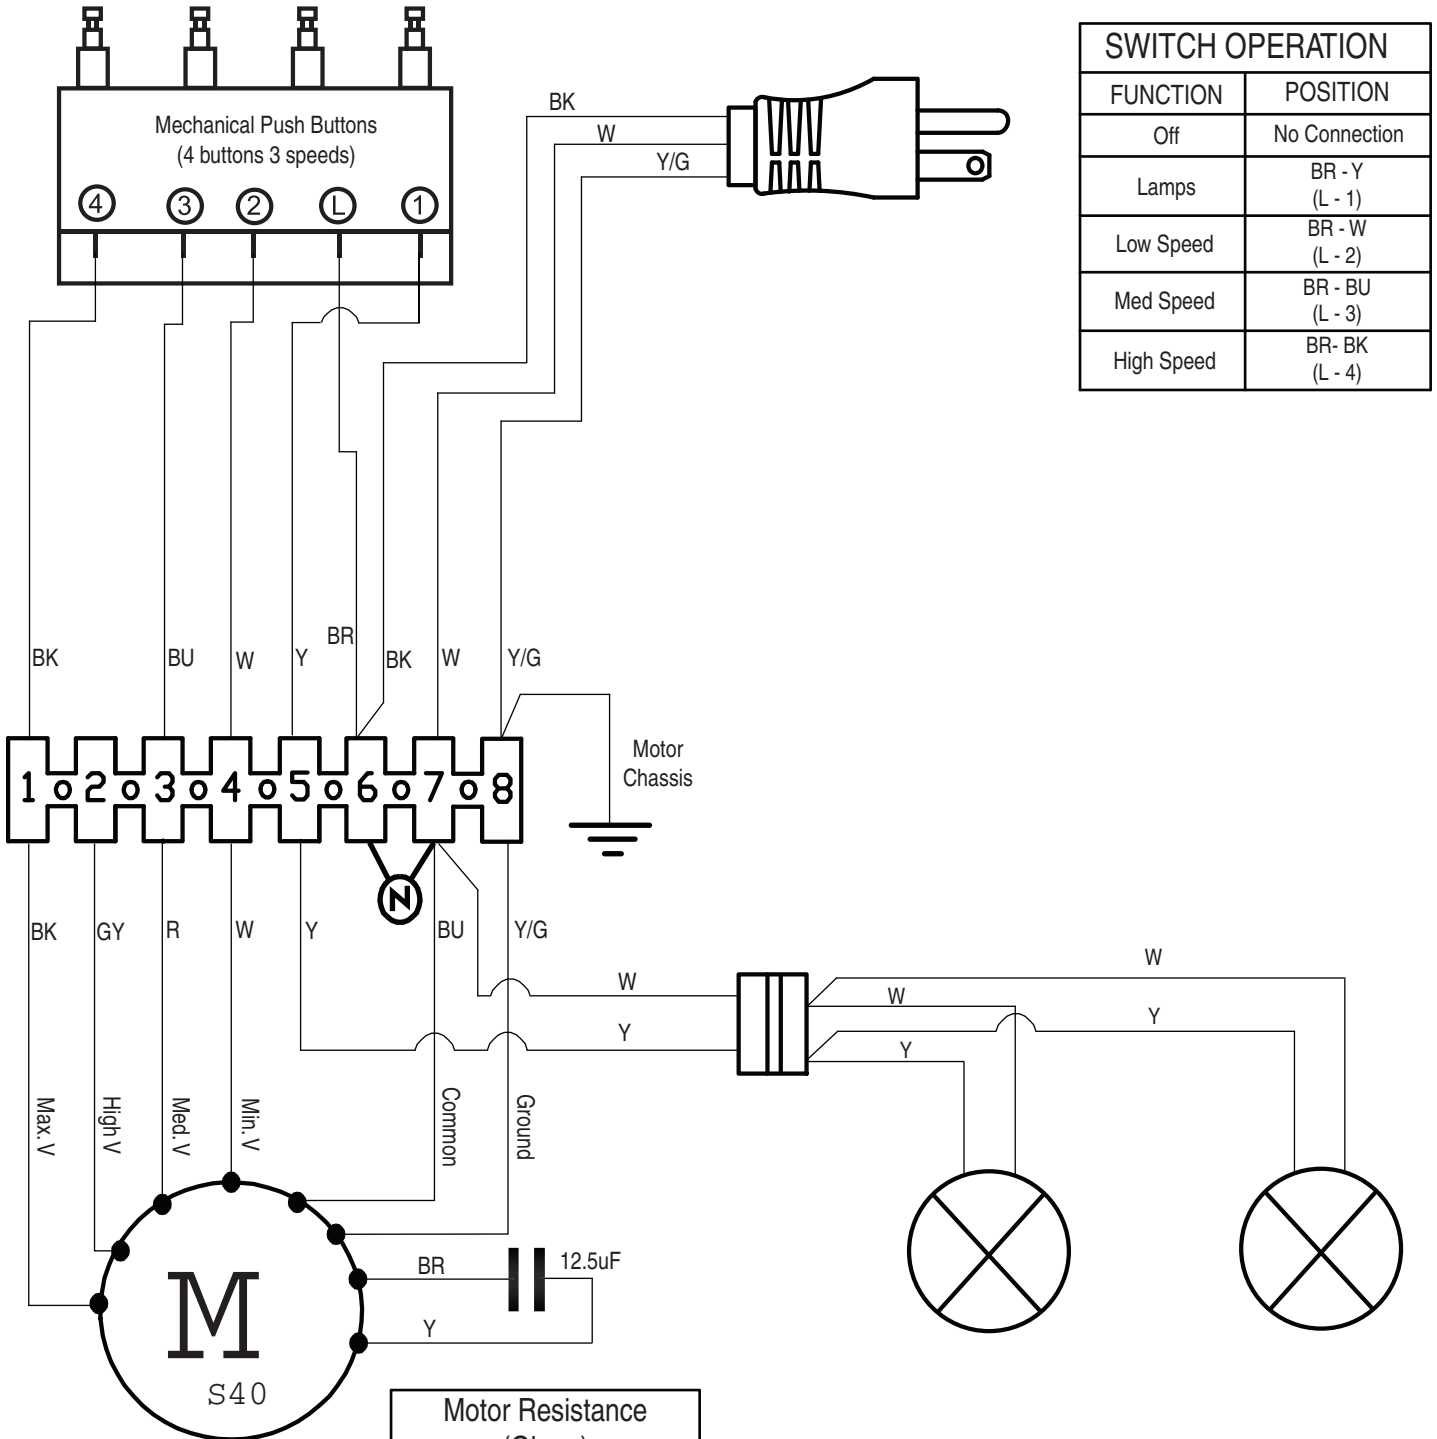 Mechanical Push Buttons
(4 buttons 3 speeds)
4 3 2 L 1
BK
W
Y/G
SWITCH OPERATION
FUNCTION POSITION
Off No Connection
Lamps BR - Y
(L - 1)
Low Speed BR - W
(L - 2)
Med Speed BR - BU
(L - 3)
High Speed BR- BK
(L - 4)
BK BU W Y BR BK W Y/G
1 2 3 4 5 6 7 8
Motor
Chassis
N
BK GY R W Y BU Y/G
W
Y
W
W
Y
Y
Max. V
High V
Med. V
Min. V
Common
Ground
BR
12.5uF
Y
M
S40
Motor Resistance